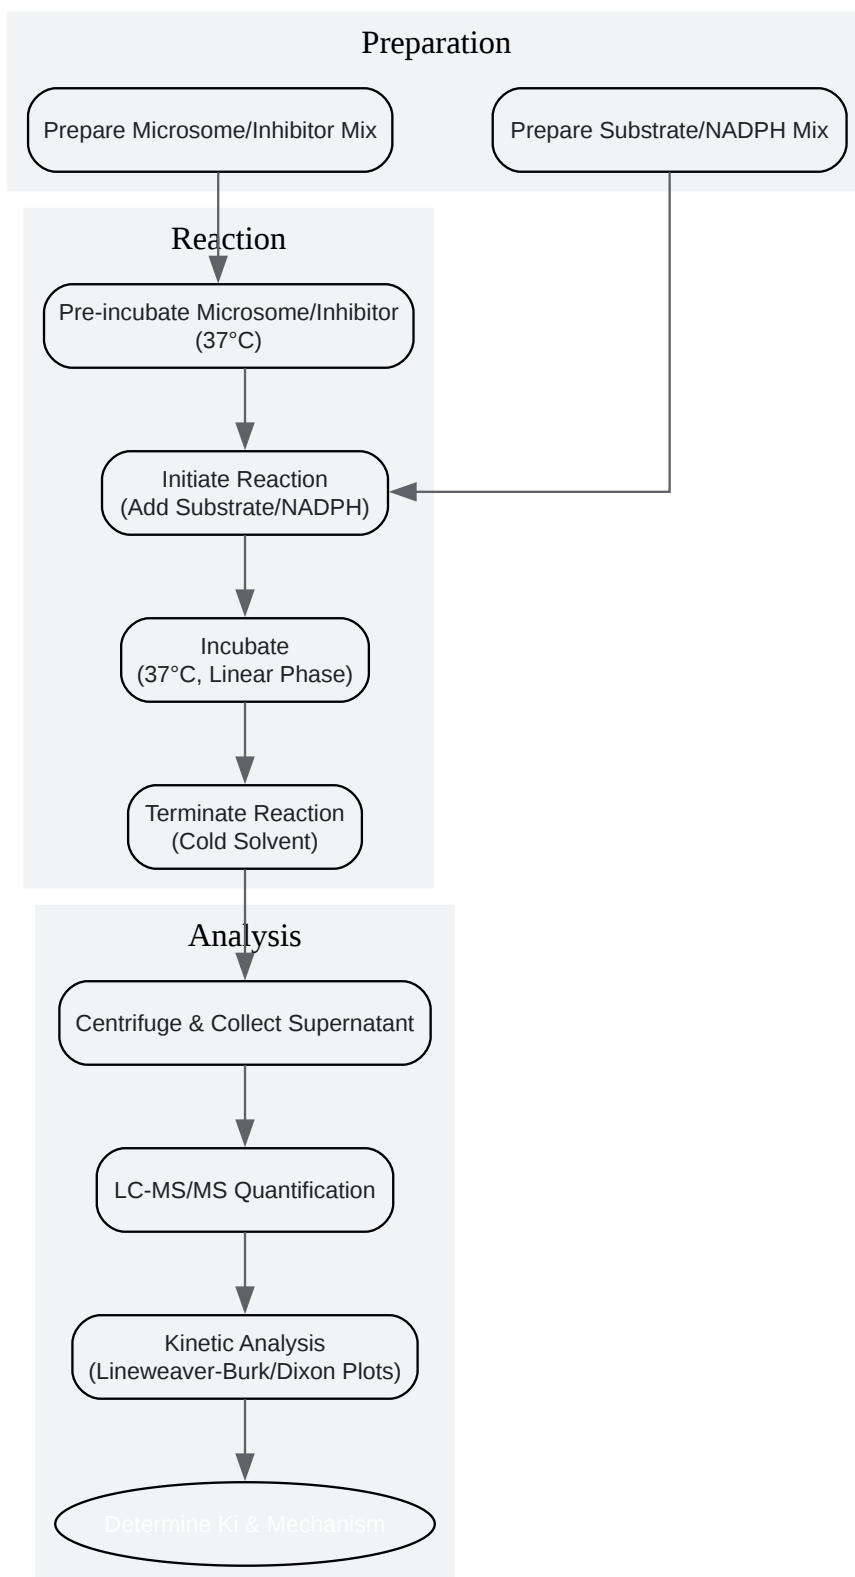 Preparation
Prepare Microsome/Inhibitor Mix
Prepare Substrate/NADPH Mix
Reaction
Pre-incubate Microsome/Inhibitor
(37°C)
Initiate Reaction
(Add Substrate/NADPH)
Incubate
(37°C, Linear Phase)
Terminate Reaction
(Cold Solvent)
Analysis
Centrifuge & Collect Supernatant
LC-MS/MS Quantification
Kinetic Analysis
(Lineweaver-Burk/Dixon Plots)
Determine Ki & Mechanism